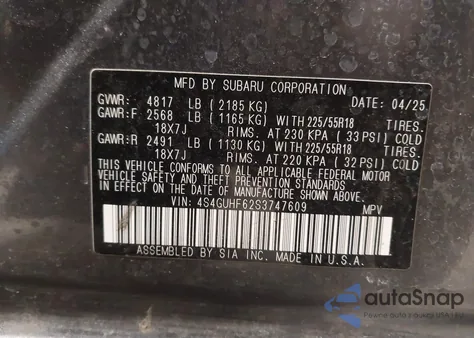 MFD BY SUBARU CORPORATION
GVWR: 4817 LB ( 2185 KG) 04/25
GAWR:F 2568 LB ( 1165 KG) WITH 225/55R18 TIRES.
18X7J RIMS. AT 230 KPA ( 33 PSI) COLD
GAWR:R 2491 LB ( 1130 KG) WITH 225/55R18 TIRES.
18X7J RIMS. AT 220 KPA ( 32 PSI) COLD
THIS VEHICLE CONFORMS TO ALL APPLICABLE FEDERAL MOTOR
VEHICLE SAFETY AND THEFT PREVENTION STANDARDS
IN EFFECT ON THE DATE OF MANUFACTURE SHOWN ABOVE.
VIN: 4S4GUHF62S3747609 MPV
ASSEMBLED BY SIA INC. MADE IN U.S.A.
autoSnap